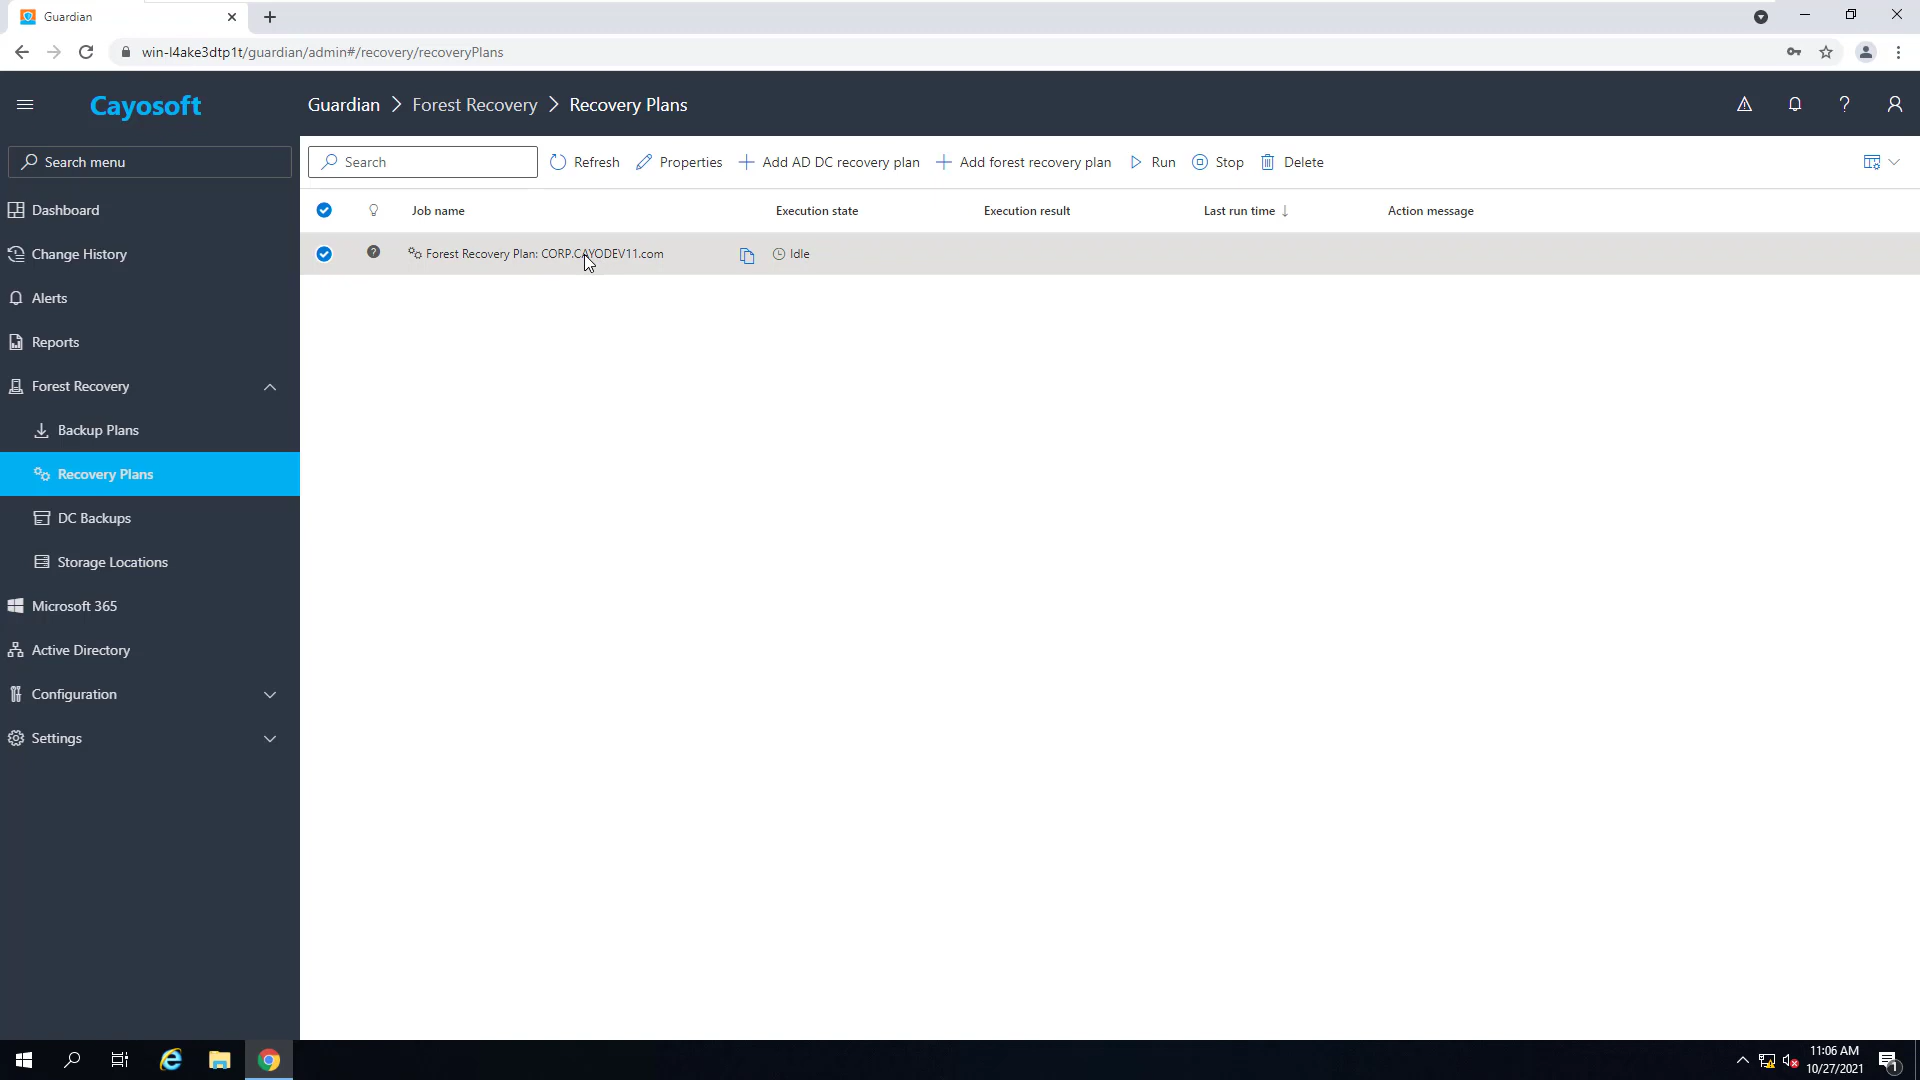 Guardian
win-l4ake3dtp1t/guardian/admin#/recovery/recoveryPlans
Cayosoft
Guardian > Forest Recovery > Recovery Plans
Search menu
Search Refresh Properties Add AD DC recovery plan Add forest recovery plan Run Stop Delete
Job name Execution state Execution result Last run time ↓ Action message
Forest Recovery Plan: CORP.CAYODEV11.com Idle
Dashboard
Change History
Alerts
Reports
Forest Recovery
Backup Plans
Recovery Plans
DC Backups
Storage Locations
Microsoft 365
Active Directory
Configuration
Settings
11:06 AM
10/27/2021
1